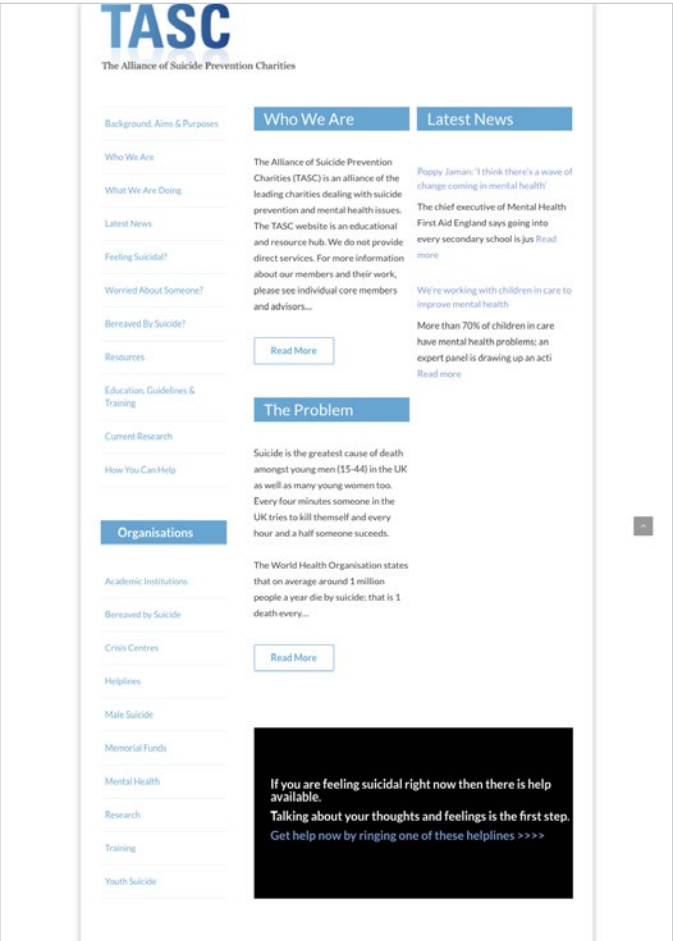 TASC
The Alliance of Suicide Prevention Charities
Background, Aims & Purposes
Who We Are
What We Are Doing
Latest News
Feeling Suicidal?
Worried About Someone?
Bereaved By Suicide?
Resources
Education, Guidelines &
Training
Current Research
How You Can Help
Organisations
Academic Institutions
Bereaved by Suicide
Crisis Centres
Helplines
Male Suicide
Memorial Funds
Mental Health
Research
Training
Youth Suicide
Who We Are
The Alliance of Suicide Prevention
Charities (TASC) is an alliance of the
leading charities dealing with suicide
prevention and mental health issues.
The TASC website is an educational
and resource hub. We do not provide
direct services. For more information
about our members and their work,
please see individual core members
and advisors...
Read More
The Problem
Suicide is the greatest cause of death
amongst young men (15-44) in the UK
as well as many young women too.
Every four minutes someone in the
UK tries to kill themself and every
hour and a half someone suceeds.
The World Health Organisation states
that on average around 1 million
people a year die by suicide; that is 1
death every...
Read More
Latest News
Poppy Jaman: 'I think there's a wave of
change coming in mental health'
The chief executive of Mental Health
First Aid England says going into
every secondary school is jus Read
more
We're working with children in care to
improve mental health
More than 70% of children in care
have mental health problems; an
expert panel is drawing up an acti
Read more
If you are feeling suicidal right now then there is help
available.
Talking about your thoughts and feelings is the first step.
Get help now by ringing one of these helplines >>>>